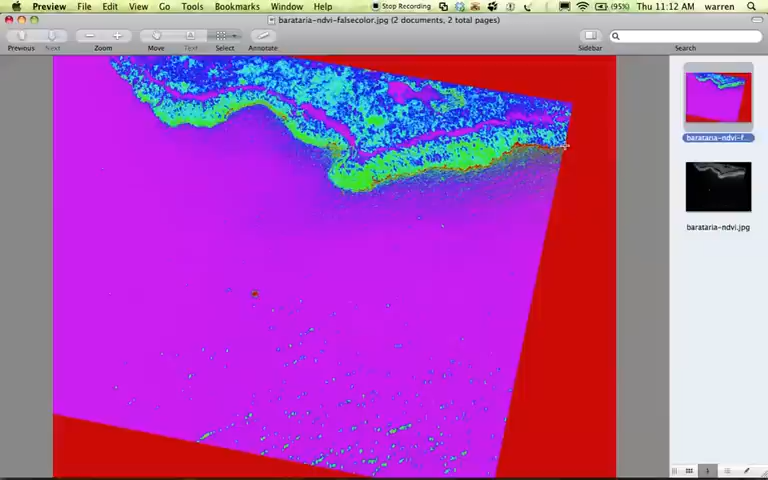 Preview File Edit View Go Tools Bookmarks Window Help Stop Recording (95%) Thu 11:12 AM warren
barataria-ndvi-falsecolor.jpg (2 documents, 2 total pages)
Previous Next Zoom Move Text Select Annotate Sidebar Search
barataria-ndvi-f...
barataria-ndvi.jpg